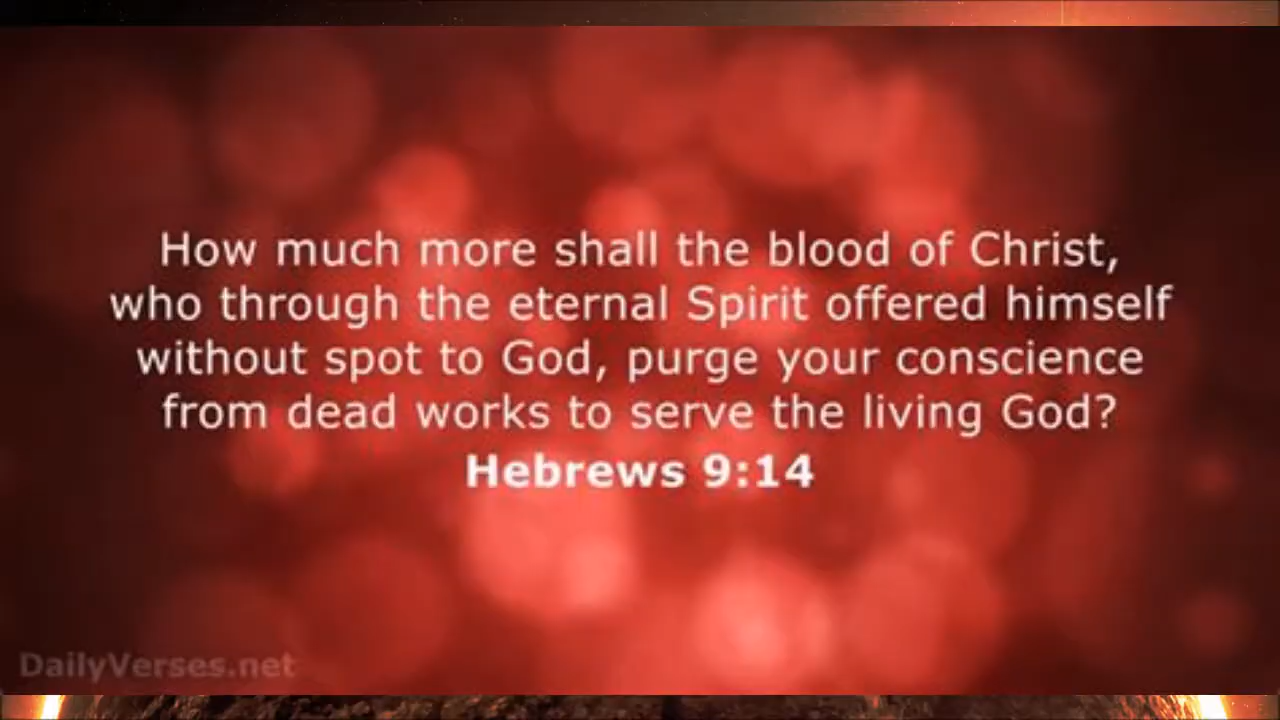 How much more shall the blood of Christ,
who through the eternal Spirit offered himself
without spot to God, purge your conscience
from dead works to serve the living God?
Hebrews 9:14
DailyVerses.net